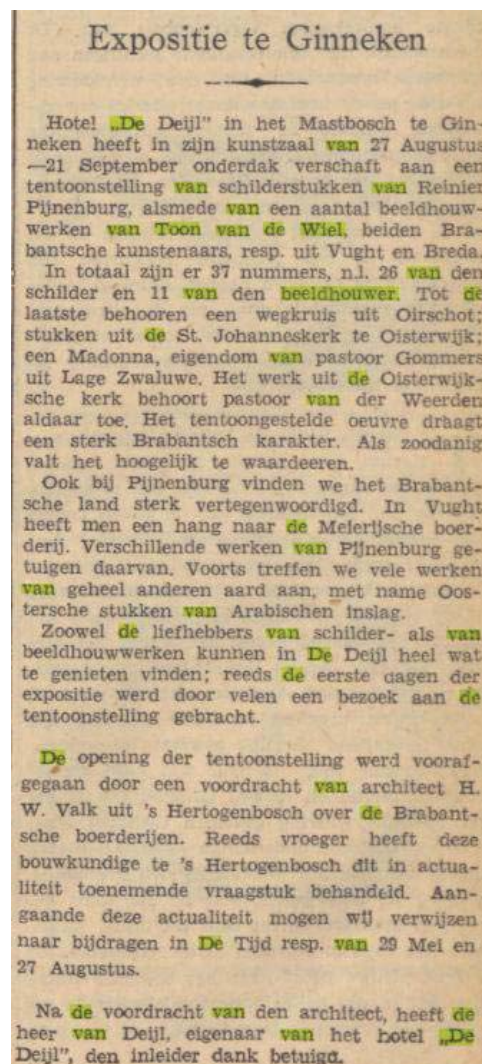 Expositie te Ginneken
Hotel „De Deijl” in het Mastbosch te Gin-
neken heeft in zijn kunstzaal van 27 Augustus
—21 September onderdak verschaft aan een
tentoonstelling van schilderstukken van Reinier
Pijnenburg, alsmede van een aantal beeldhouw-
werken van Toon van de Wiel, beiden Bra-
bantsche kunstenaars, resp. uit Vught en Breda.
In totaal zijn er 37 nummers, n.l. 26 van den
schilder en 11 van den beeldhouwer. Tot de
laatste behooren een wegkruis uit Oirschot;
stukken uit de St. Johanneskerk te Oisterwijk;
een Madonna, eigendom van pastoor Gommers
uit Lage Zwaluwe. Het werk uit de Oisterwijk-
sche kerk behoort pastoor van der Weerden
aldaar toe. Het tentoongestelde oeuvre draagt
een sterk Brabantsch karakter. Als zoodanig
valt het hoogelijk te waardeeren.
Ook bij Pijnenburg vinden we het Brabant-
sche land sterk vertegenwoordigd. In Vught
heeft men een hang naar de Meierijsche boer-
derij. Verschillende werken van Pijnenburg ge-
tuigen daarvan. Voorts treffen we vele werken
van geheel anderen aard aan, met name Oos-
tersche stukken van Arabischen inslag.
Zoowel de liefhebbers van schilder- als van
beeldhouwwerken kunnen in De Deijl heel wat
te genieten vinden; reeds de eerste dagen der
expositie werd door velen een bezoek aan de
tentoonstelling gebracht.
De opening der tentoonstelling werd vooraf-
gegaan door een voordracht van architect H.
W. Valk uit 's Hertogenbosch over de Brabant-
sche boerderijen. Reeds vroeger heeft deze
bouwkundige te 's Hertogenbosch dit in actua-
liteit toenemende vraagstuk behandeld. Aan-
gaande deze actualiteit mogen wij verwijzen
naar bijdragen in De Tijd resp. van 29 Mei en
27 Augustus.
Na de voordracht van den architect, heeft de
heer van Deijl, eigenaar van het hotel „De
Deijl”, den inleider dank betuigd.